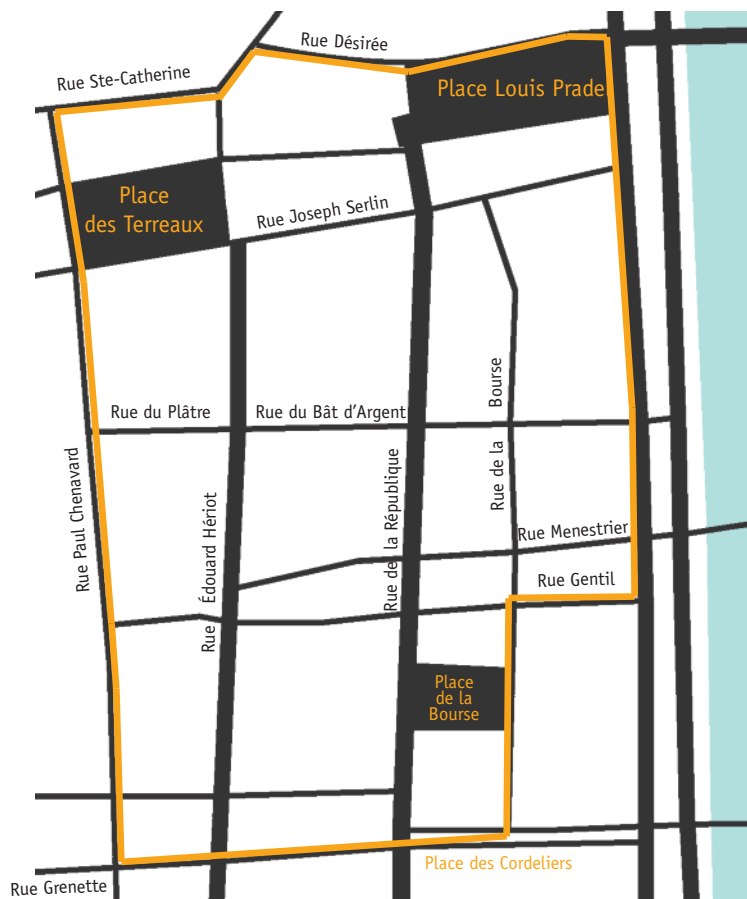 Rue Désirée
Rue Ste-Catherine
Place Louis Prade
Place
des Terreaux
Rue Joseph Serlin
Rue du Plâtre
Rue du Bât d'Argent
Rue de la Bourse
Rue Paul Chenavard
Rue Édouard Hériot
Rue de la République
Rue Menestrier
Rue Gentil
Place
de la
Bourse
Place des Cordeliers
Rue Grenette